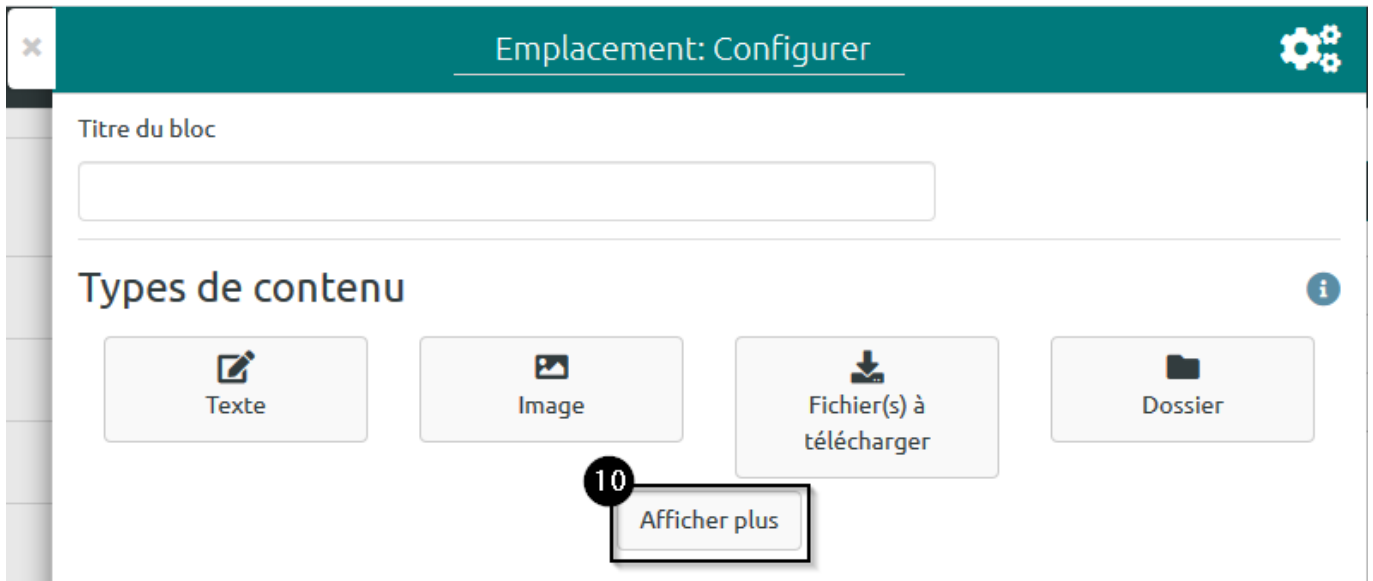 Emplacement: Configurer
Titre du bloc
Types de contenu
Texte
Image
Fichier(s) à
télécharger
Dossier
10
Afficher plus